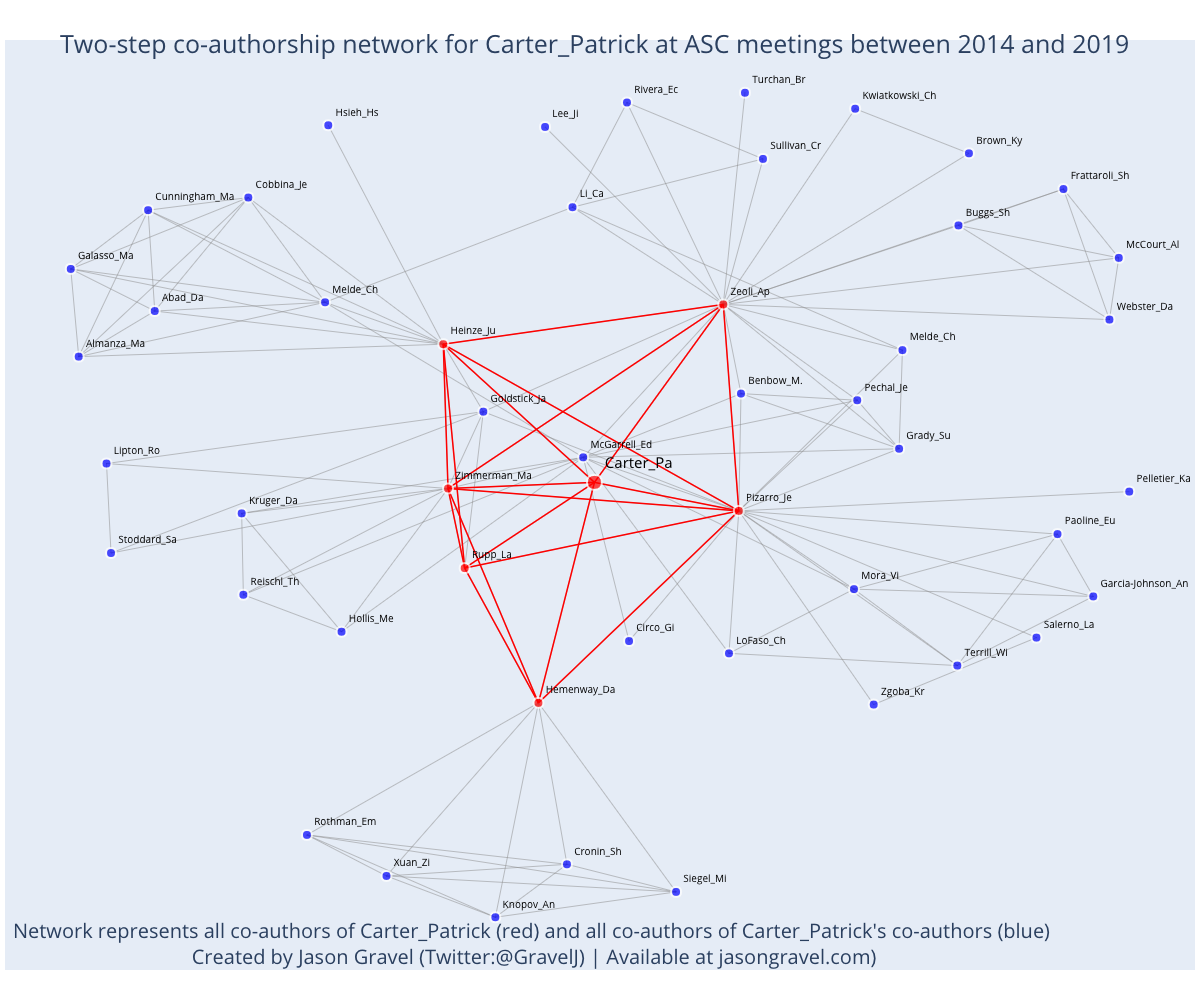 Two-step co-authorship network for Carter_Patrick at ASC meetings between 2014 and 2019
Turchan_Br
Rivera_Ec
Kwiatkowski_Ch
Hsieh_Hs
Lee_Ji
Sullivan_Cr
Brown_Ky
Frattaroli_Sh
Cobbina_Je
Cunningham_Ma
Li_Ca
Buggs_Sh
McCourt_Al
Galasso_Ma
Melde_Ch
Zeoli_Ap
Abad_Da
Webster_Da
Heinze_Ju
Melde_Ch
Almanza_Ma
Benbow_M.
Pechal_Je
Goldstick_Ja
Grady_Su
McGarrell_Ed
Lipton_Ro
Carter_Pa
Zimmerman_Ma
Pelletier_Ka
Kruger_Da
Pizarro_Je
Paoline_Eu
Stoddard_Sa
Rupp_La
Mora_Vi
Reischl_Th
Garcia-Johnson_An
Hollis_Me
Salerno_La
Circo_Gi
LoFaso_Ch
Terrill_Wi
Hemenway_Da
Zgoba_Kr
Rothman_Em
Cronin_Sh
Xuan_Zi
Siegel_Mi
Knopov_An
Network represents all co-authors of Carter_Patrick (red) and all co-authors of Carter_Patrick's co-authors (blue)
Created by Jason Gravel (Twitter:@GravelJ) | Available at jasongravel.com)